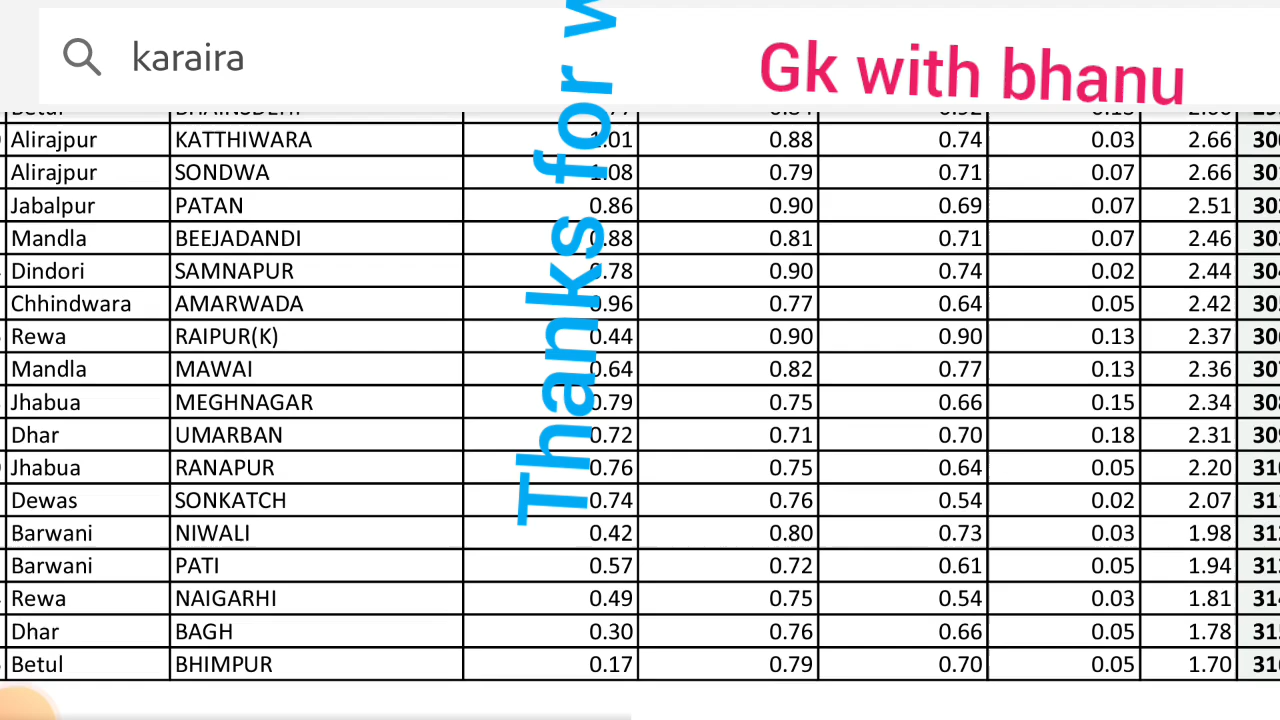 karaira
Gk with bhanu
Thanks for
Alirajpur KATTHIWARA 1.01 0.88 0.74 0.03 2.66
Alirajpur SONDWA 1.08 0.79 0.71 0.07 2.66
Jabalpur PATAN 0.86 0.90 0.69 0.07 2.51
Mandla BEEJADANDI 0.88 0.81 0.71 0.07 2.46
Dindori SAMNAPUR 0.78 0.90 0.74 0.02 2.44
Chhindwara AMARWADA 0.96 0.77 0.64 0.05 2.42
Rewa RAIPUR(K) 0.44 0.90 0.90 0.13 2.37
Mandla MAWAI 0.64 0.82 0.77 0.13 2.36
Jhabua MEGHNAGAR 0.79 0.75 0.66 0.15 2.34
Dhar UMARBAN 0.72 0.71 0.70 0.18 2.31
Jhabua RANAPUR 0.76 0.75 0.64 0.05 2.20
Dewas SONKATCH 0.74 0.76 0.54 0.02 2.07
Barwani NIWALI 0.42 0.80 0.73 0.03 1.98
Barwani PATI 0.57 0.72 0.61 0.05 1.94
Rewa NAIGARHI 0.49 0.75 0.54 0.03 1.81
Dhar BAGH 0.30 0.76 0.66 0.05 1.78
Betul BHIMPUR 0.17 0.79 0.70 0.05 1.70